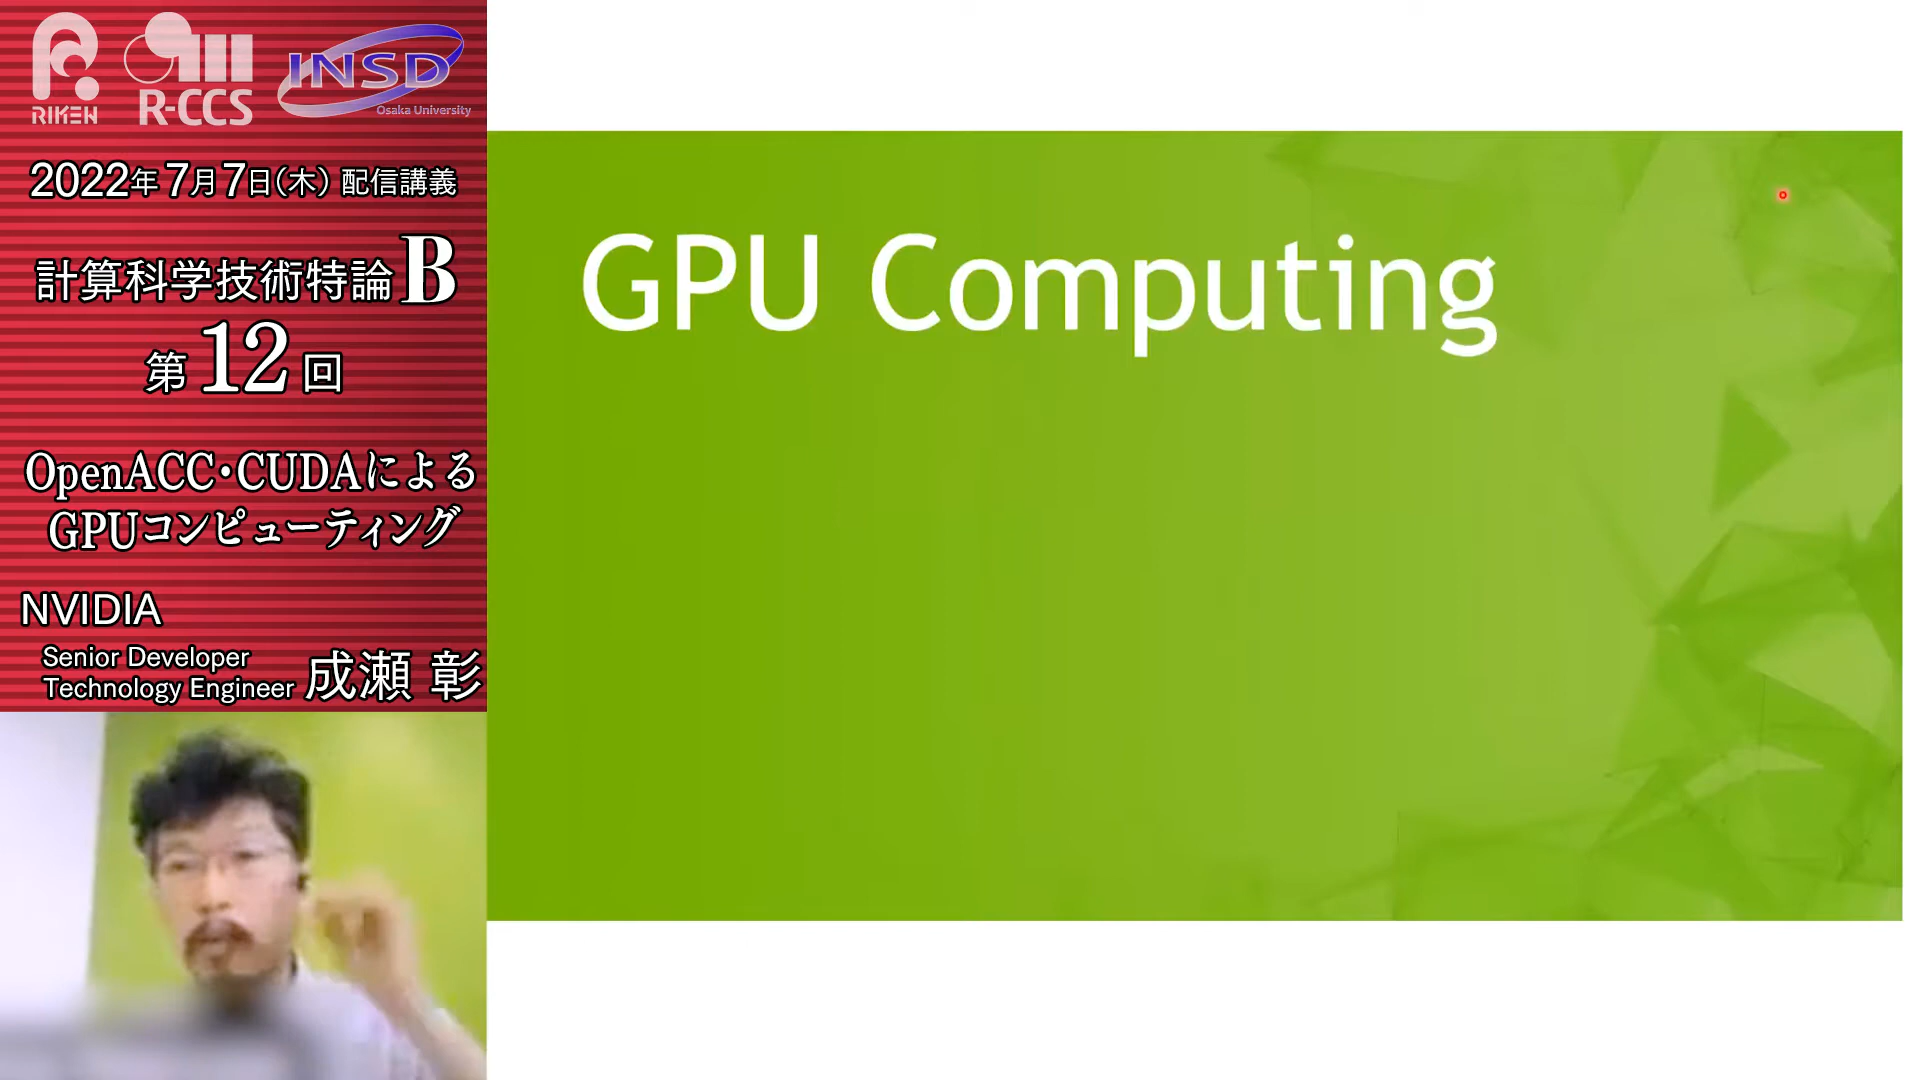 RIKEN
R-CCS
INSD
Osaka University
2022年7月7日(木)配信講義
計算科学技術特論B
第12回
OpenACC・CUDAによる
GPUコンピューティング
NVIDIA
Senior Developer
Technology Engineer 成瀬 彰
GPU Computing